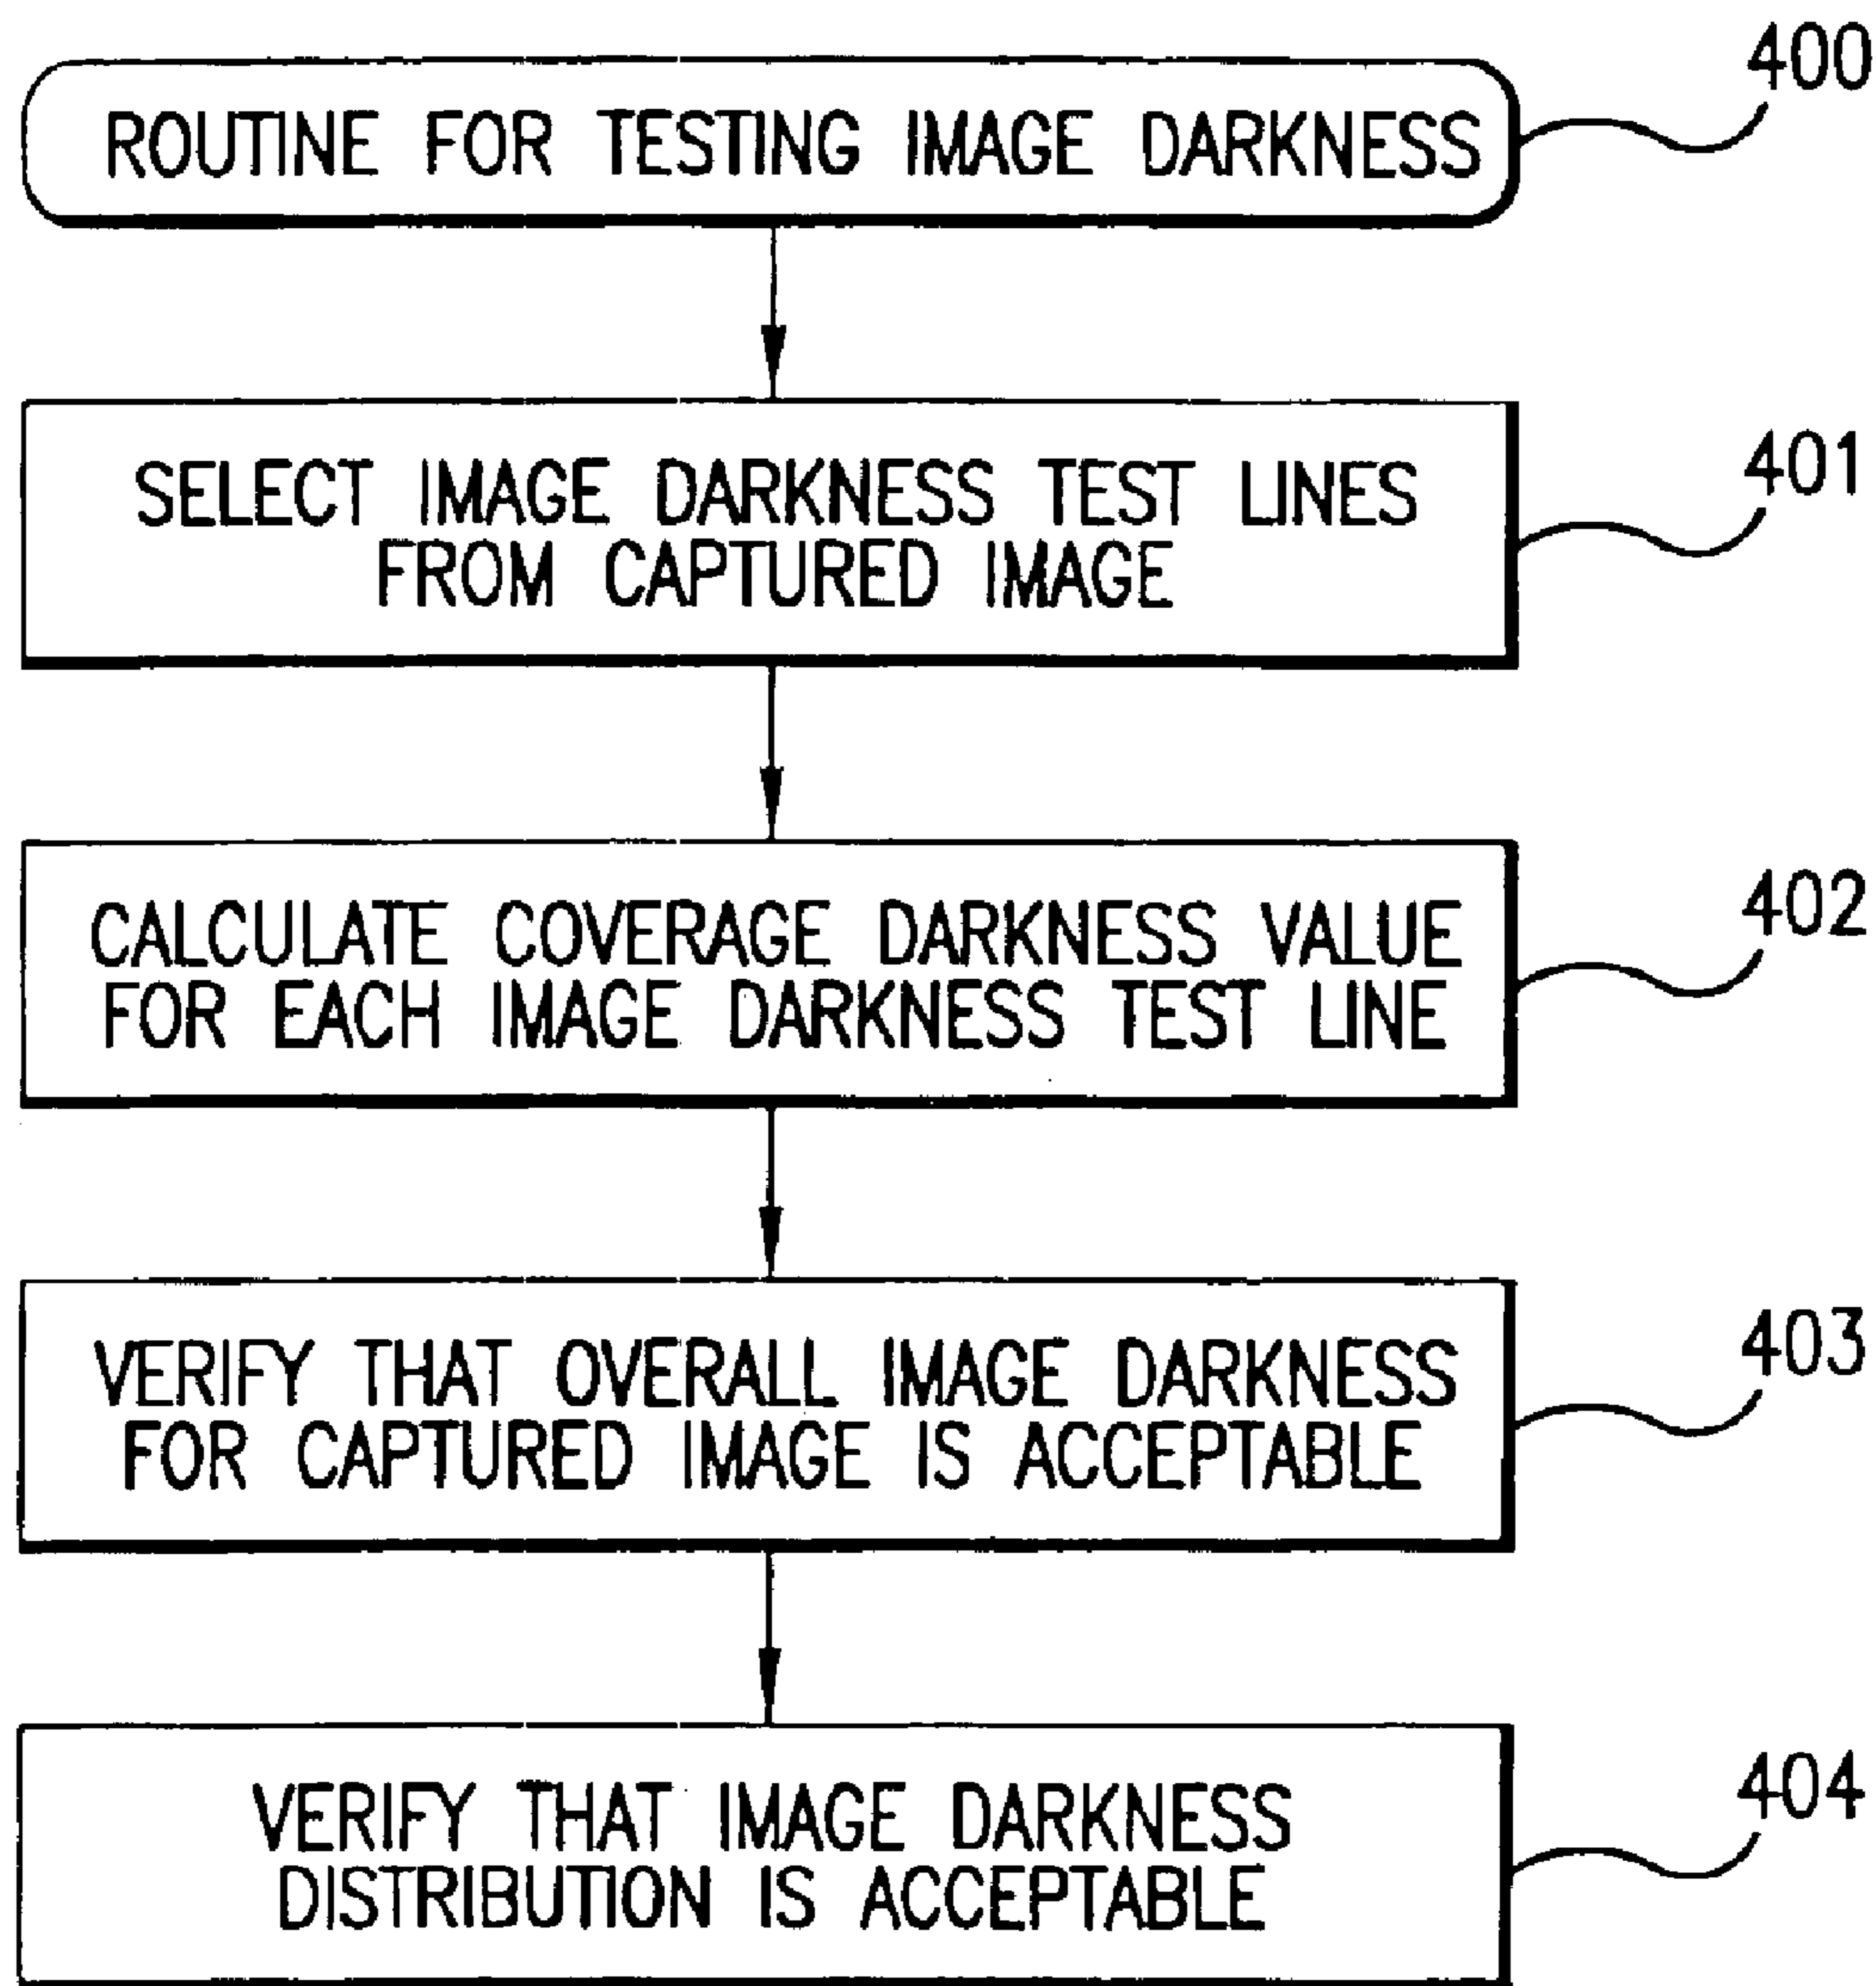 400
ROUTINE FOR TESTING IMAGE DARKNESS
401
SELECT IMAGE DARKNESS TEST LINES
FROM CAPTURED IMAGE
402
CALCULATE COVERAGE DARKNESS VALUE
FOR EACH IMAGE DARKNESS TEST LINE
403
VERIFY THAT OVERALL IMAGE DARKNESS
FOR CAPTURED IMAGE IS ACCEPTABLE
404
VERIFY THAT IMAGE DARKNESS
DISTRIBUTION IS ACCEPTABLE